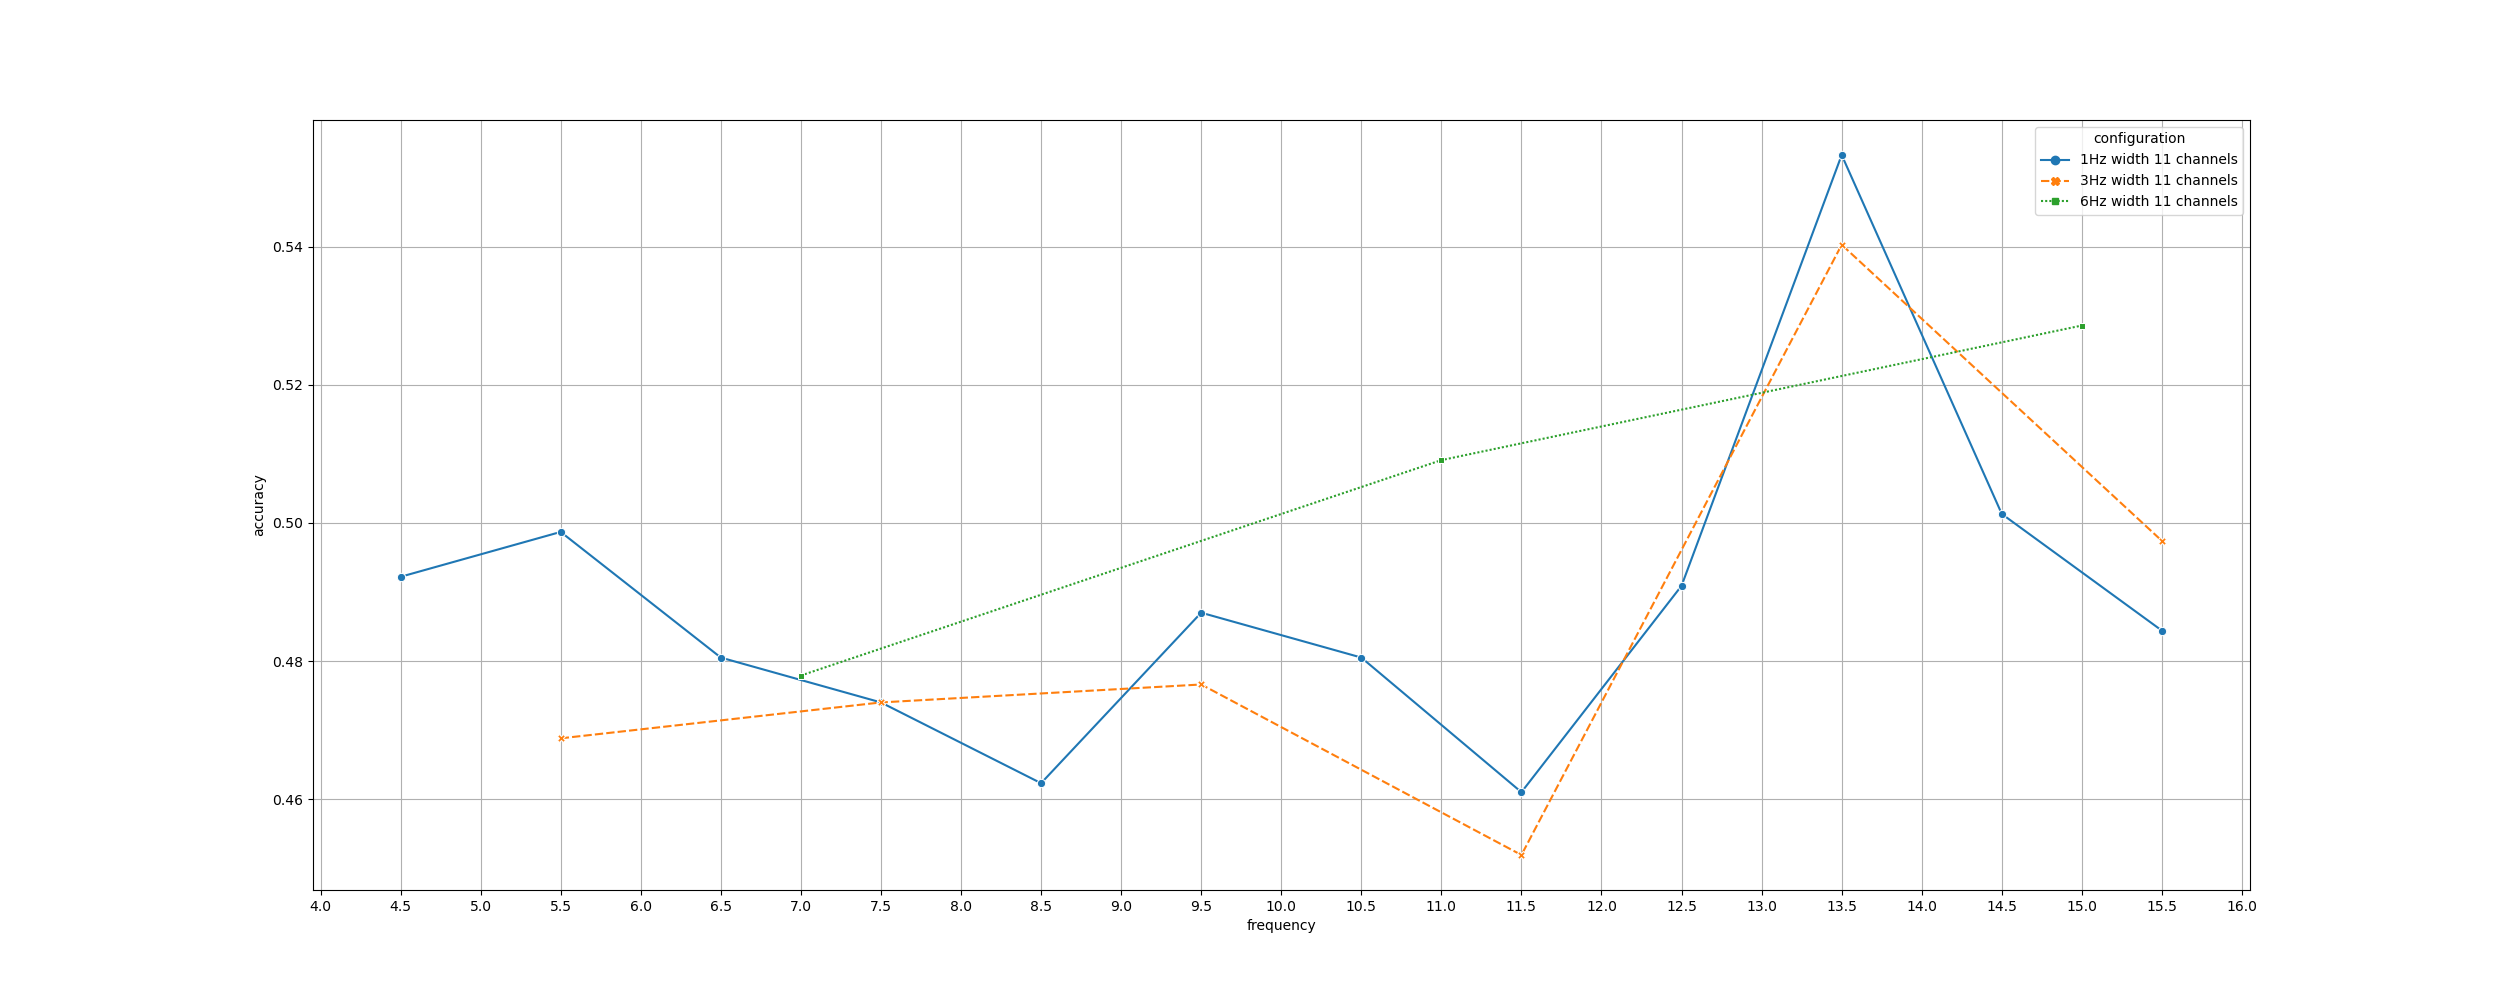 configuration
1Hz width 11 channels
3Hz width 11 channels
6Hz width 11 channels
0.54
0.52
0.50
0.48
0.46
accuracy
4.0 4.5 5.0 5.5 6.0 6.5 7.0 7.5 8.0 8.5 9.0 9.5 10.0 10.5 11.0 11.5 12.0 12.5 13.0 13.5 14.0 14.5 15.0 15.5 16.0
frequency